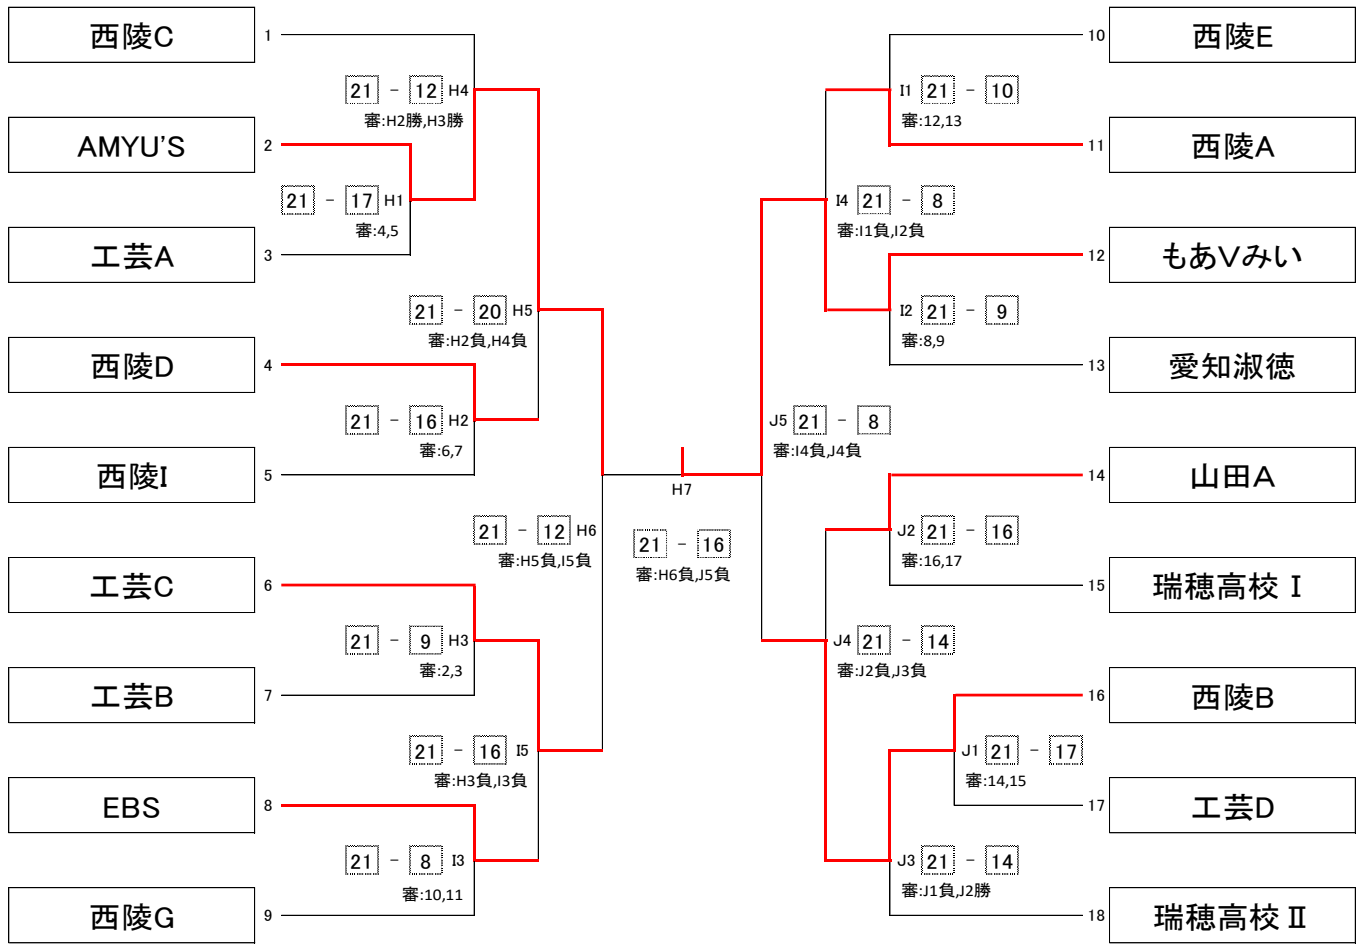 西陵C 1
10 西陵E
21 - 12 H4
I1 21 - 10
審:H2勝,H3勝
審:12,13
AMYU'S 2
11 西陵A
21 - 17 H1
I4 21 - 8
審:4,5
審:I1負,I2負
工芸A 3
12 もあVみい
21 - 20 H5
I2 21 - 9
審:H2負,H4負
審:8,9
西陵D 4
13 愛知淑徳
21 - 16 H2
J5 21 - 8
審:6,7
審:I4負,J4負
西陵I 5
14 山田A
H7
21 - 12 H6
21 - 16
J2 21 - 16
審:H5負,I5負
審:H6負,J5負
審:16,17
工芸C 6
15 瑞穂高校 I
21 - 9 H3
J4 21 - 14
審:2,3
審:J2負,J3負
工芸B 7
16 西陵B
21 - 16 I5
J1 21 - 17
審:H3負,I3負
審:14,15
EBS 8
17 工芸D
21 - 8 I3
J3 21 - 14
審:10,11
審:J1負,J2勝
西陵G 9
18 瑞穂高校 II